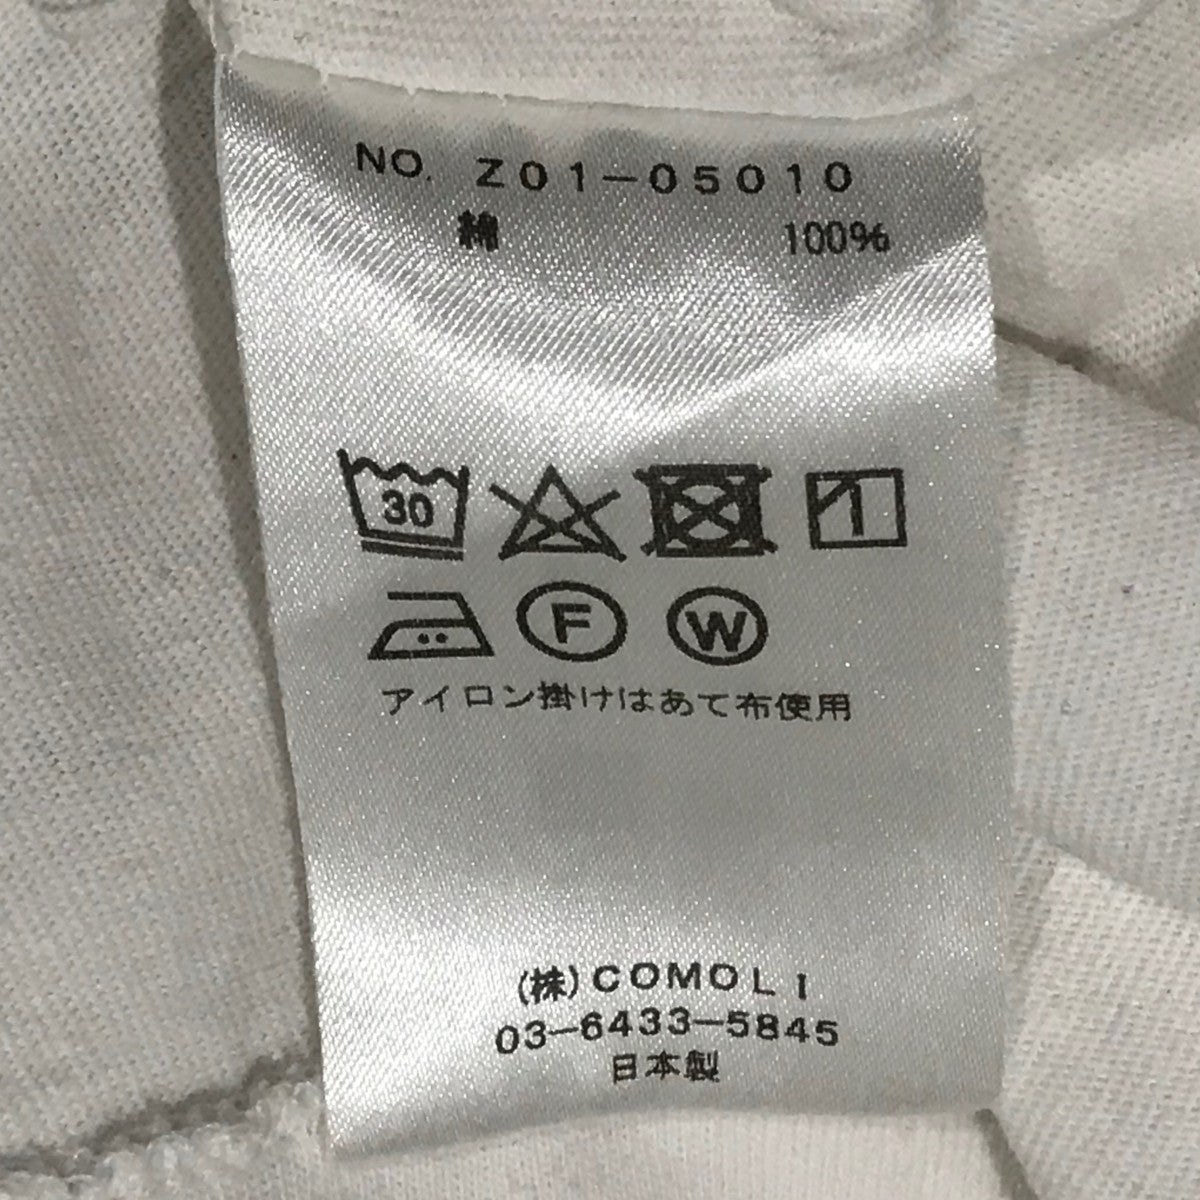 NO. Z01-05010
綿 100%
30
F W
アイロン掛けはあて布使用
(株)COMOLI
03-6433-5845
日本製